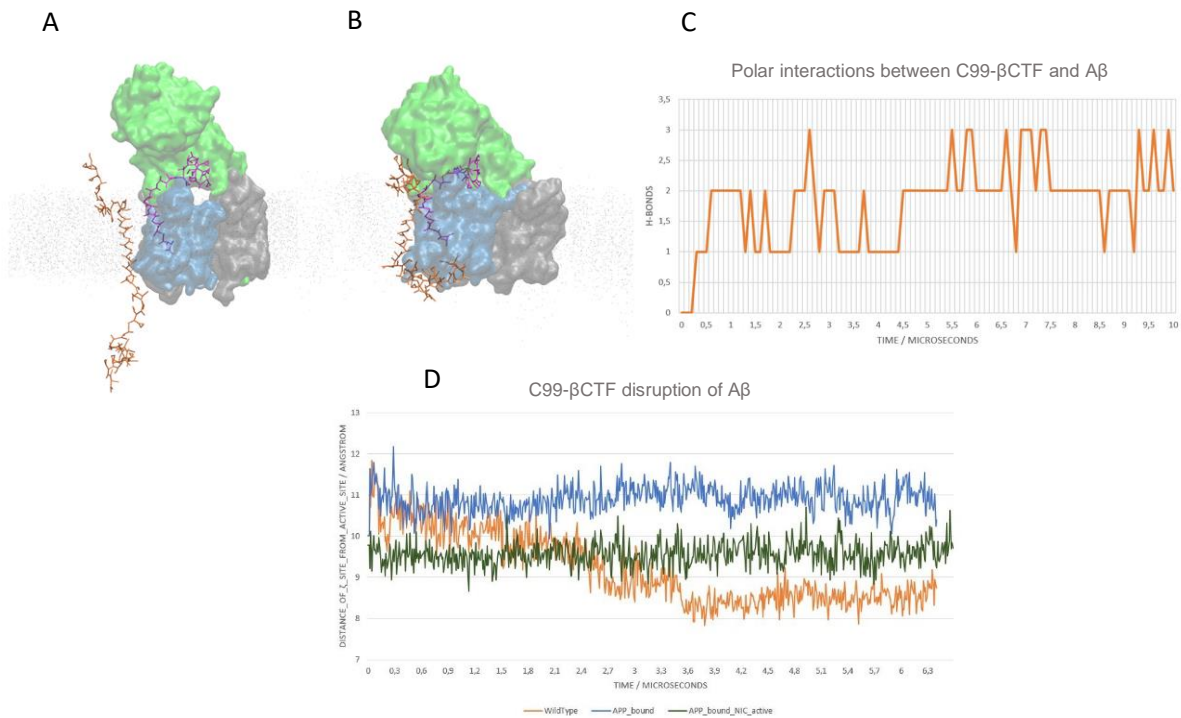 A
B
C
Polar interactions between C99-βCTF and Aβ
3,5
3
2,5
2
1,5
1
0,5
0
H-BONDS
0 0,5 1 1,5 2 2,5 3 3,5 4 4,5 5 5,5 6 6,5 7 7,5 8 8,5 9 9,5 10
TIME / MICROSECONDS
D
C99-βCTF disruption of Aβ
13
12
11
10
9
8
7
DISTANCE_OF_ζ_SITE_FROM_ACTIVE_SITE / ANGSTROM
0 0,3 0,6 0,9 1,2 1,5 1,8 2,1 2,4 2,7 3 3,3 3,6 3,9 4,2 4,5 4,8 5,1 5,4 5,7 6 6,3
TIME / MICROSECONDS
WildType APP_bound APP_bound_NIC_active